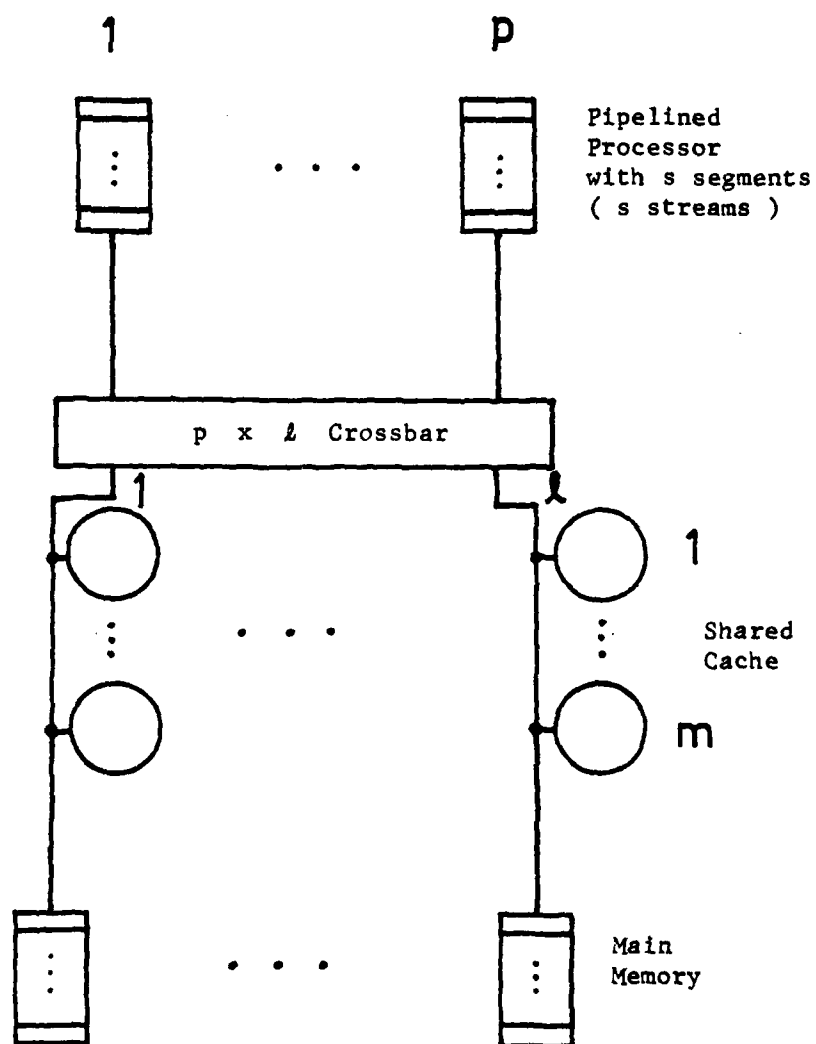 1 p
Pipelined
Processor
with s segments
( s streams )
p x ℓ Crossbar
1 ℓ
1
Shared
Cache
m
Main
Memory